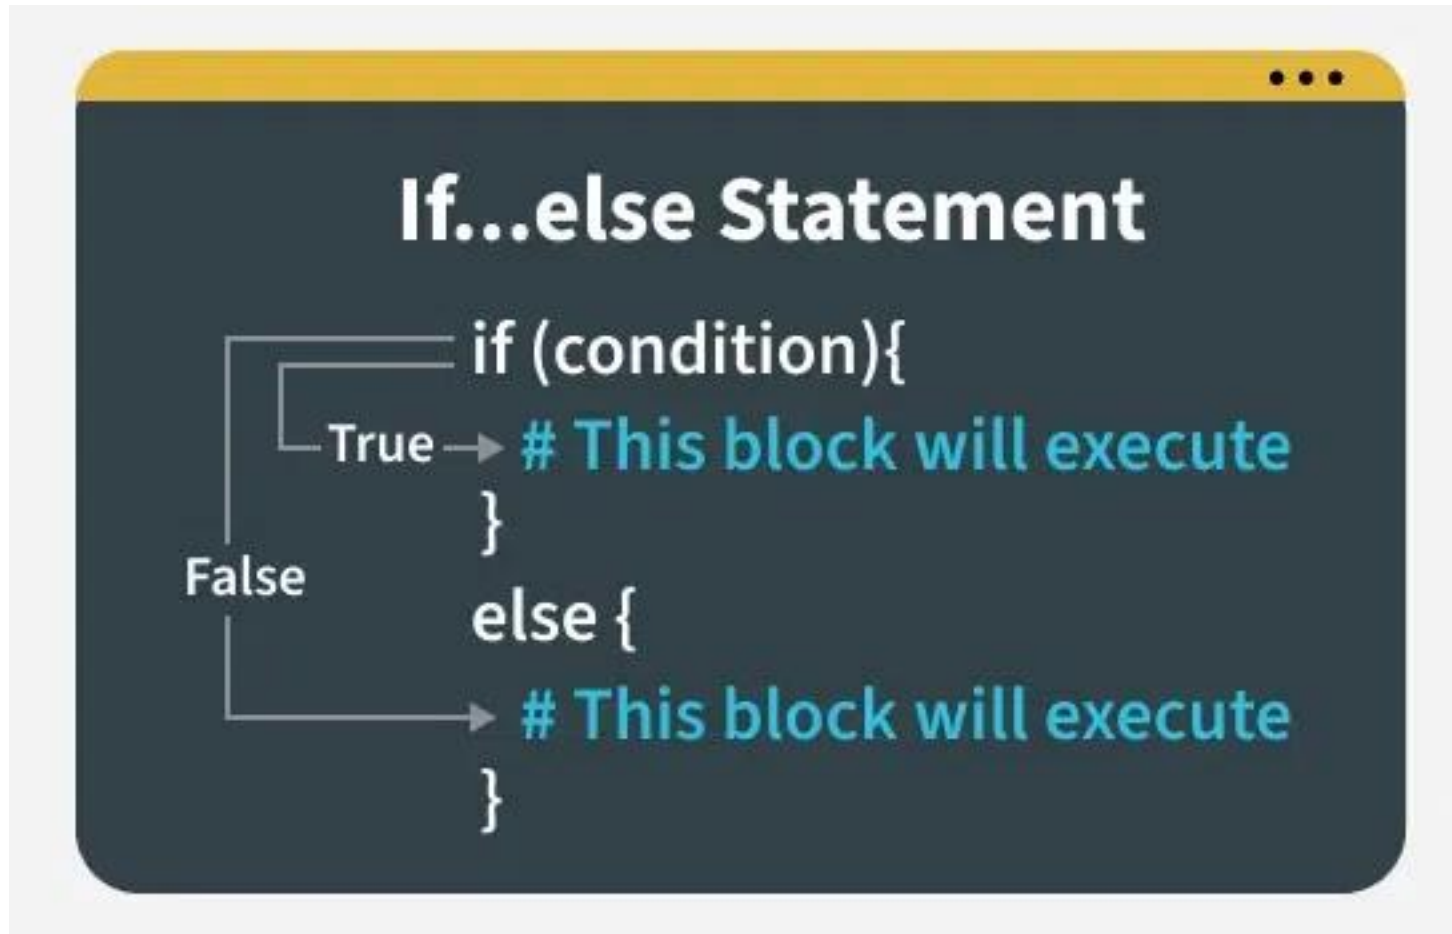 If...else Statement
if (condition){
True
# This block will execute
}
False
else {
# This block will execute
}